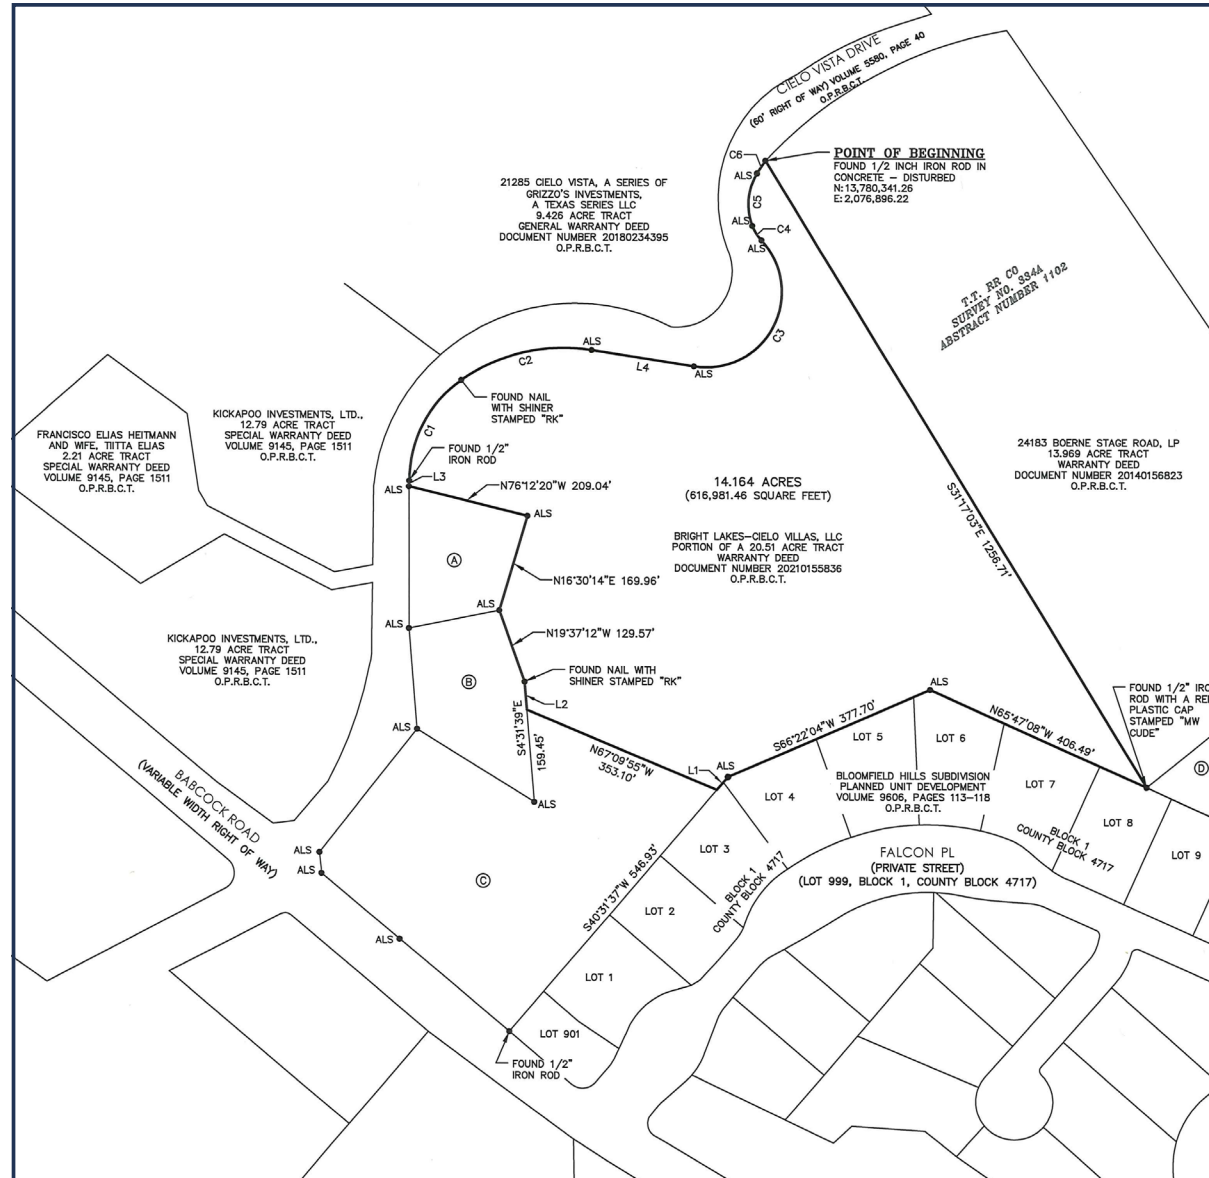 CIELO VISTA DRIVE
(60' RIGHT OF WAY) VOLUME 5580, PAGE 40
O.P.R.B.C.T.
C6
POINT OF BEGINNING
FOUND 1/2 INCH IRON ROD IN
CONCRETE – DISTURBED
N:13,780,341.26
E:2,076,896.22
ALS
C5
ALS
C4
ALS
21285 CIELO VISTA, A SERIES OF
GRIZZO'S INVESTMENTS,
A TEXAS SERIES LLC
9.426 ACRE TRACT
GENERAL WARRANTY DEED
DOCUMENT NUMBER 20180234395
O.P.R.B.C.T.
T.T. RR CO
SURVEY NO. 334A
ABSTRACT NUMBER 1102
C3
ALS
C2
L4
ALS
FOUND NAIL
WITH SHINER
STAMPED "RK"
C1
FOUND 1/2"
IRON ROD
L3
ALS
KICKAPOO INVESTMENTS, LTD.,
12.79 ACRE TRACT
SPECIAL WARRANTY DEED
VOLUME 9145, PAGE 1511
O.P.R.B.C.T.
FRANCISCO ELIAS HEITMANN
AND WIFE, TIITTA ELIAS
2.21 ACRE TRACT
SPECIAL WARRANTY DEED
VOLUME 9145, PAGE 1511
O.P.R.B.C.T.
24183 BOERNE STAGE ROAD, LP
13.969 ACRE TRACT
WARRANTY DEED
DOCUMENT NUMBER 20140156823
O.P.R.B.C.T.
N76°12'20"W 209.04'
ALS
14.164 ACRES
(616,981.46 SQUARE FEET)
S31°17'03"E 1256.71'
BRIGHT LAKES–CIELO VILLAS, LLC
PORTION OF A 20.51 ACRE TRACT
WARRANTY DEED
DOCUMENT NUMBER 20210155836
O.P.R.B.C.T.
A
N16°30'14"E 169.96'
ALS
ALS
N19°37'12"W 129.57'
KICKAPOO INVESTMENTS, LTD.,
12.79 ACRE TRACT
SPECIAL WARRANTY DEED
VOLUME 9145, PAGE 1511
O.P.R.B.C.T.
B
FOUND NAIL WITH
SHINER STAMPED "RK"
L2
S4°31'39"E
159.45'
ALS
ALS
N67°09'55"W
353.10'
L1
ALS
S66°22'04"W 377.70'
ALS
N65°47'08"W 406.49'
FOUND 1/2" IRO
ROD WITH A RE
PLASTIC CAP
STAMPED "MW
CUDE"
D
LOT 5
LOT 6
LOT 7
LOT 8
LOT 9
LOT 4
LOT 3
LOT 2
LOT 1
LOT 901
BLOOMFIELD HILLS SUBDIVISION
PLANNED UNIT DEVELOPMENT
VOLUME 9606, PAGES 113–118
O.P.R.B.C.T.
BLOCK 1
COUNTY BLOCK 4717
BLOCK 1
COUNTY BLOCK 4717
FALCON PL
(PRIVATE STREET)
(LOT 999, BLOCK 1, COUNTY BLOCK 4717)
S40°31'37"W 546.93'
BABCOCK ROAD
(VARIABLE WIDTH RIGHT OF WAY)
ALS
ALS
C
ALS
FOUND 1/2"
IRON ROD